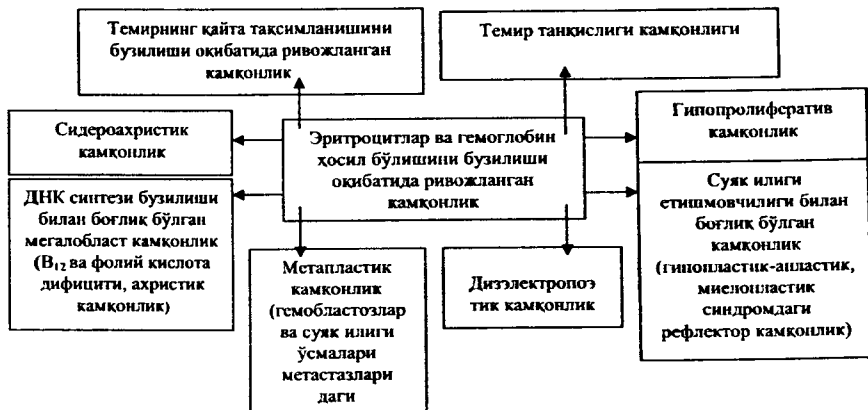 Темирнинг қайта тақсимланишини
бузилиши оқибатида ривожланган
камқонлик
Темир танқислиги камқонлиги
Сидероахристик
камқонлик
Эритроцитлар ва гемоглобин
ҳосил бўлишини бузилиши
оқибатида ривожланган
камқонлик
Гипопролифератив
камқонлик
ДНК синтези бузилиши
билан боғлиқ бўлган
мегалобласт камқонлик
(В₁₂ ва фолий кислота
дифицити, ахристик
камқонлик)
Метапластик
камқонлик
(гемобластозлар
ва суяк илиги
ўсмалари
метастазлари
даги
Дизэлектропоэ
тик камқонлик
Суяк илиги
етишмовчилиги билан
боғлиқ бўлган
камқонлик
(гипопластик-апластик,
миелопластик
синдромдаги
рефлектор камқонлик)